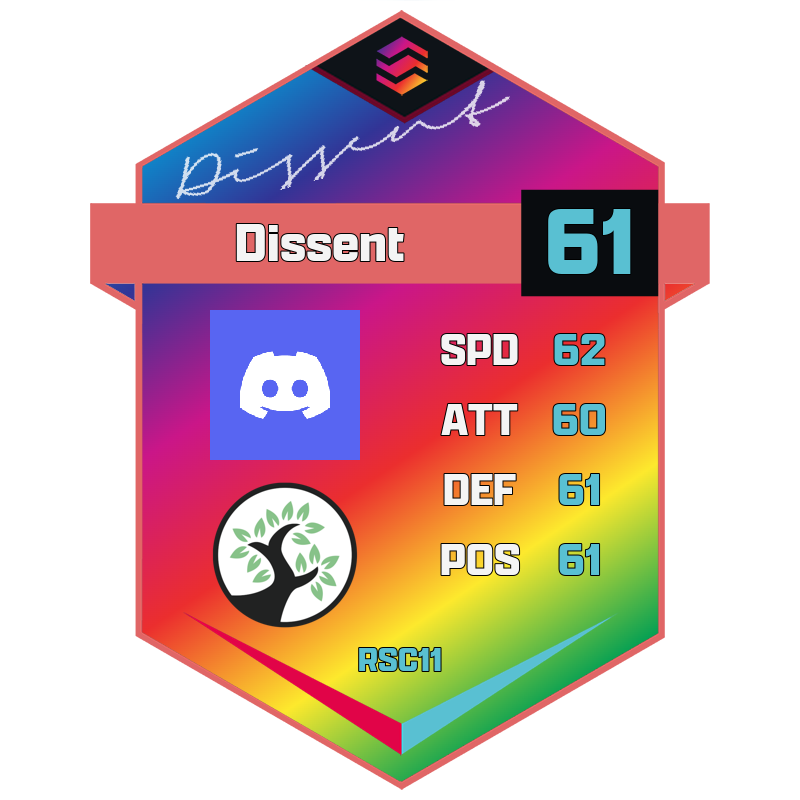 Dissent
Dissent 61
SPD 62
ATT 60
DEF 61
POS 61
RSC11